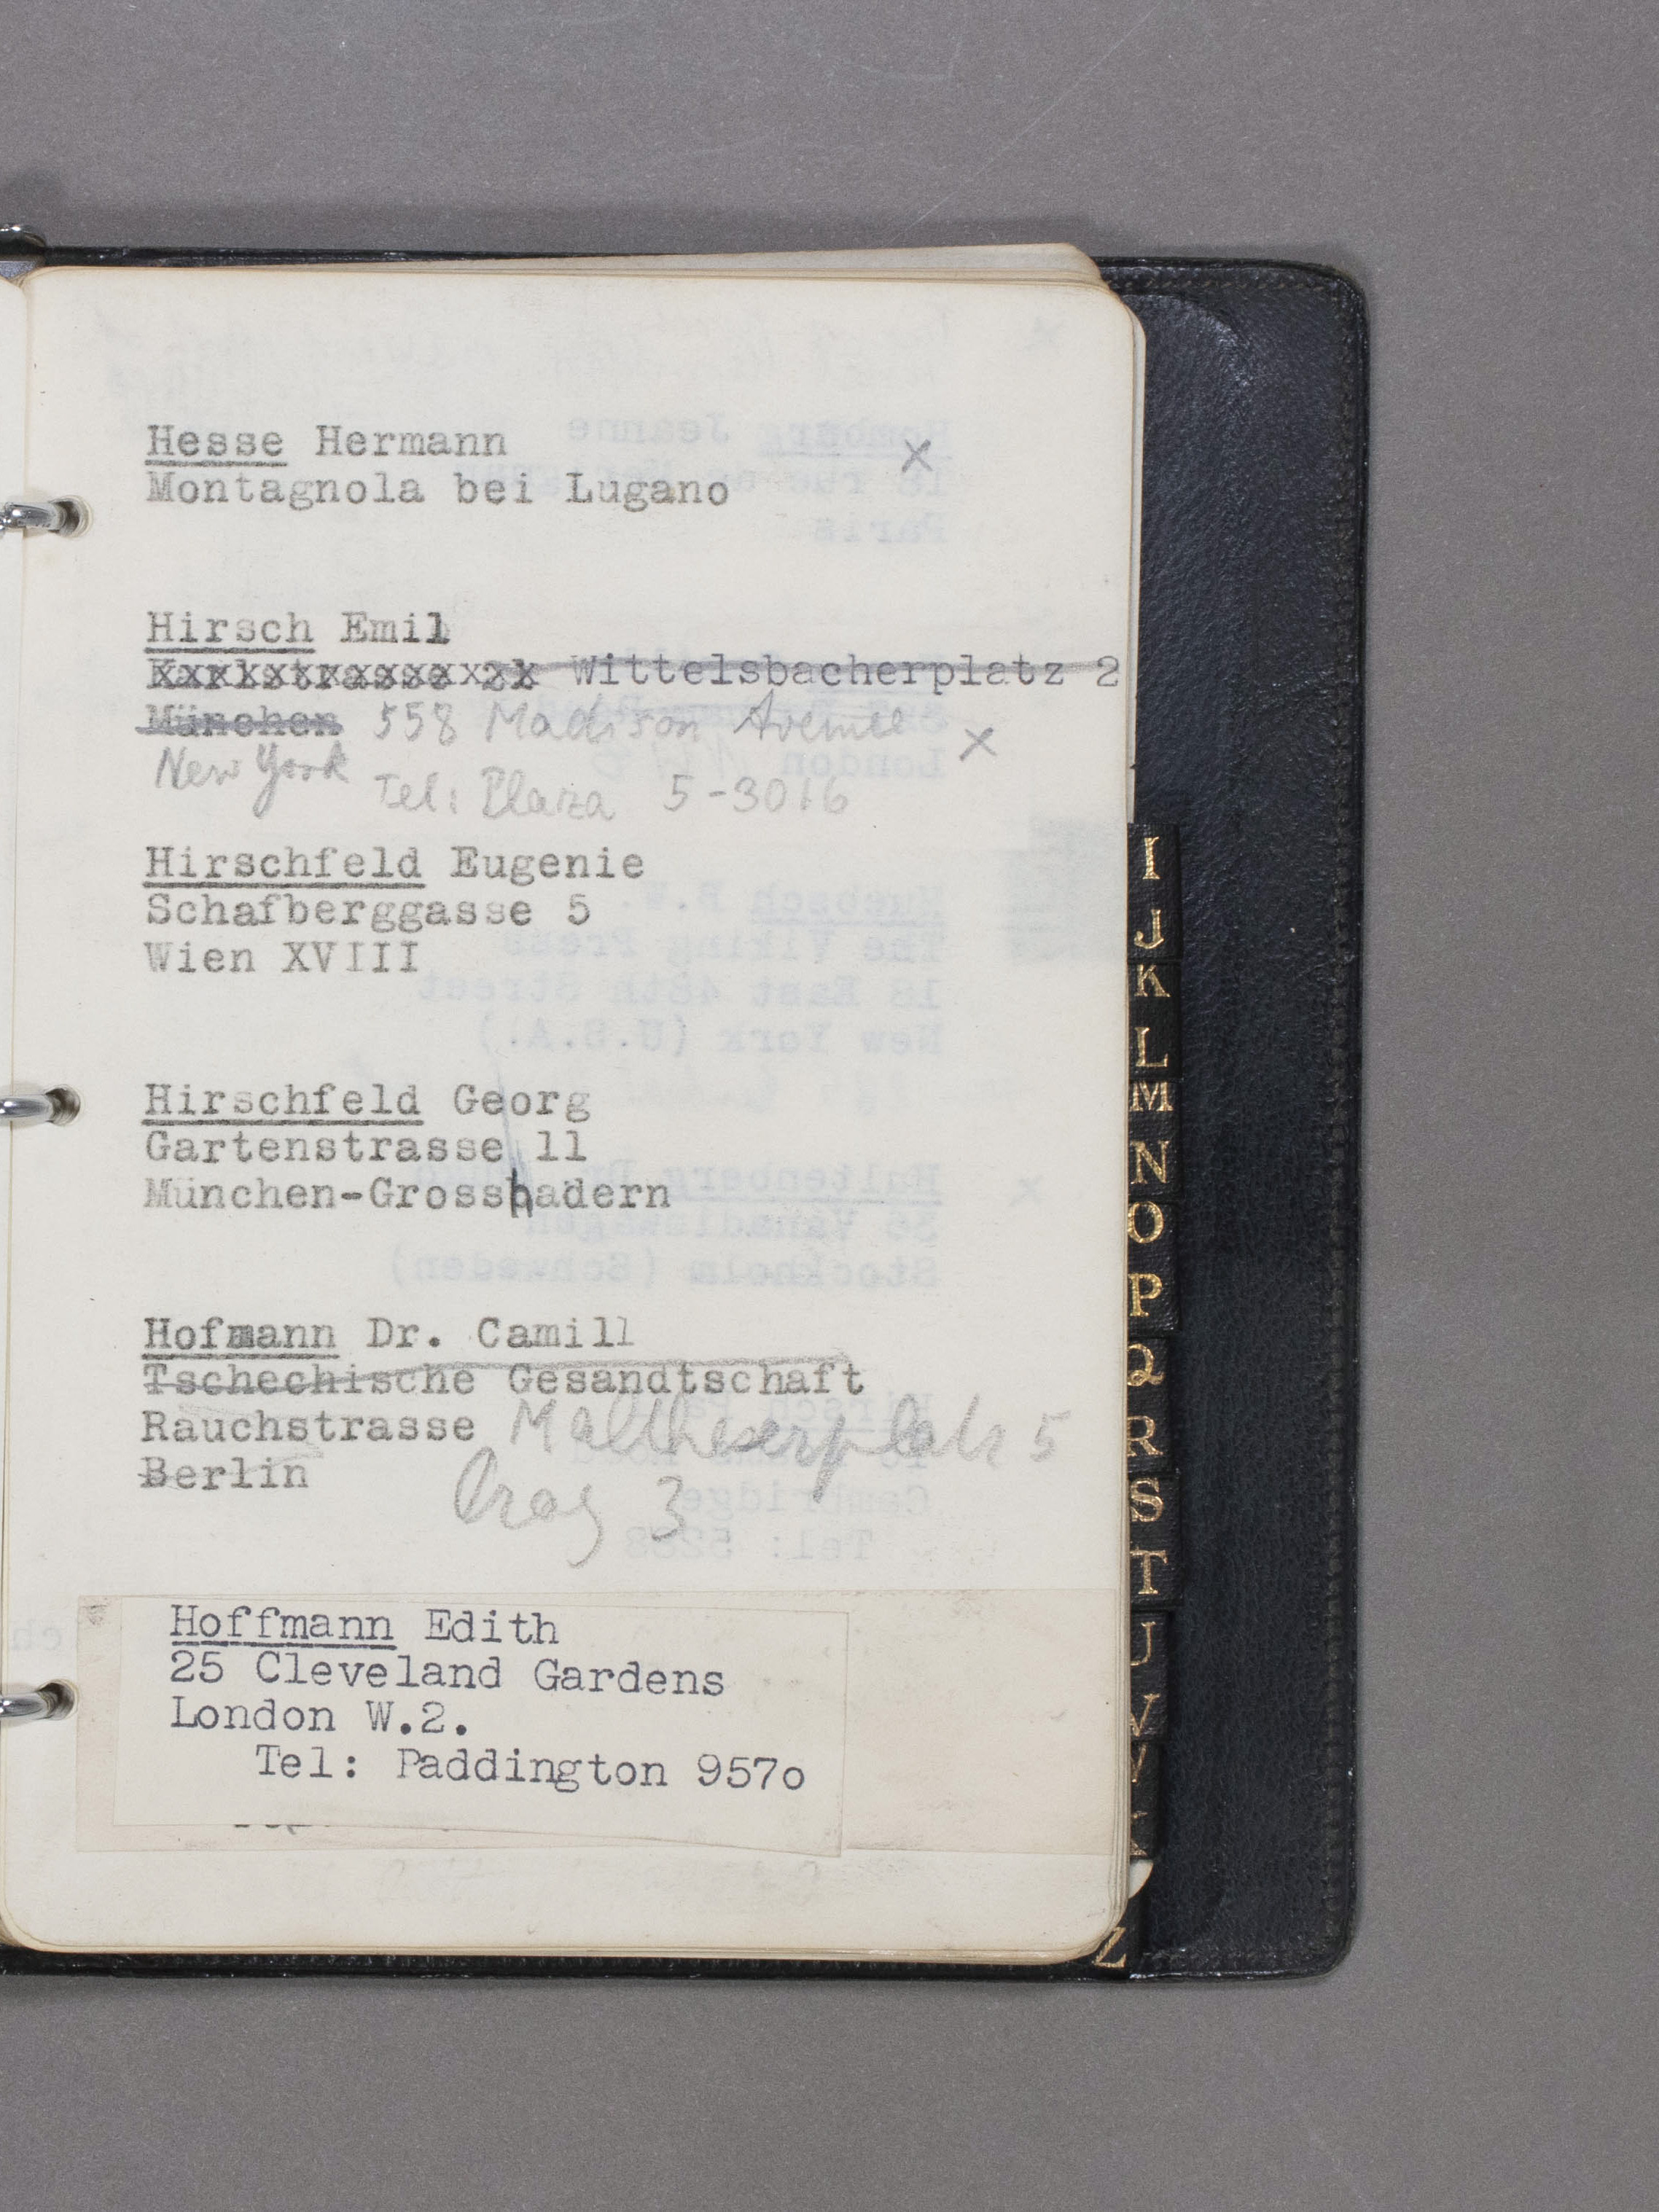 Hesse Hermann
Montagnola bei Lugano
Hirsch Emil
Wittelsbacherplatz 2
München 558 Madison Avenue
New York Tel: Plaza 5-3016
Hirschfeld Eugenie
Schafberggasse 5
Wien XVIII
Hirschfeld Georg
Gartenstrasse 11
München-Grosshadern
Hofmann Dr. Camill
Tschechische Gesandtschaft
Rauchstrasse Maltheserplatz 5
Berlin Prag 3
Hoffmann Edith
25 Cleveland Gardens
London W.2.
Tel: Paddington 957o
I
J
K
L
M
N
O
P
Q
R
S
T
U
V
W
Z